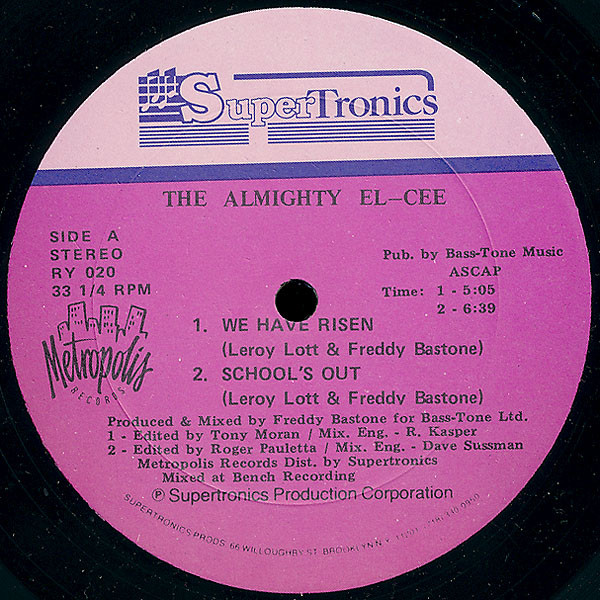 SuperTronics
THE ALMIGHTY EL-CEE
SIDE A
STEREO
RY 020
33 1/4 RPM
Pub. by Bass-Tone Music
ASCAP
Time: 1 - 5:05
2 - 6:39
Metropolis
RECORDS
1. WE HAVE RISEN
(Leroy Lott & Freddy Bastone)
2. SCHOOL'S OUT
(Leroy Lott & Freddy Bastone)
Produced & Mixed by Freddy Bastone for Bass-Tone Ltd.
1 - Edited by Tony Moran / Mix. Eng. - R. Kasper
2 - Edited by Roger Pauletta / Mix. Eng. - Dave Sussman
Metropolis Records Dist. by Supertronics
Mixed at Bench Recording
℗ Supertronics Production Corporation
SUPERTRONICS PRODS. 66 WILLOUGHBY ST. BROOKLYN N.Y. 11201